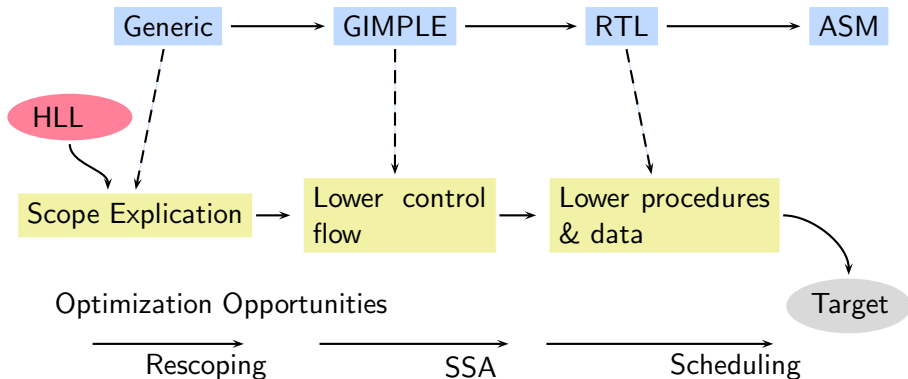 Generic GIMPLE RTL ASM
HLL
Scope Explication
Lower control
flow
Lower procedures
& data
Optimization Opportunities
Target
Rescoping SSA Scheduling